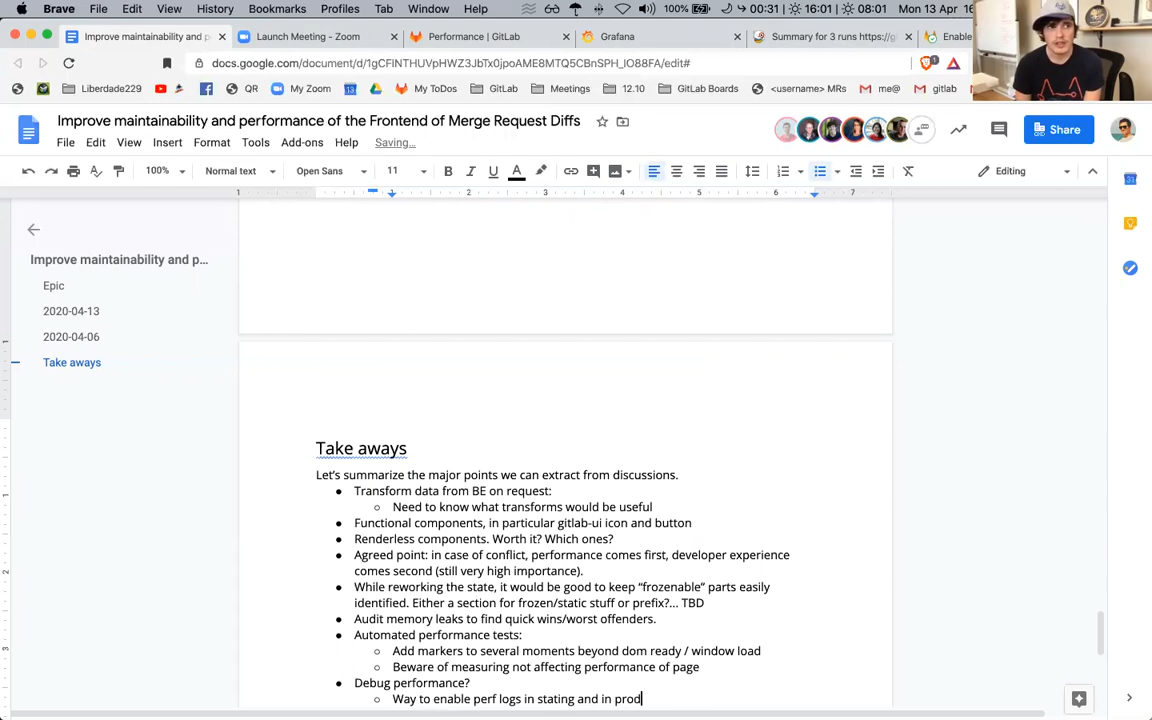 Brave File Edit View History Bookmarks Profiles Tab Window Help 100% 00:31 16:01 08:01 Mon 13 Apr 16
Improve maintainability and p Launch Meeting - Zoom Performance | GitLab Grafana Summary for 3 runs https://g Enable
docs.google.com/document/d/1gCFINTHUVpHWZ3JbTx0jpoAME8MTQ5CBnSPH_lO88FA/edit# 1
Liberdade229 QR My Zoom My ToDos GitLab Meetings 12.10 GitLab Boards <username> MRs me@ gitlab
Improve maintainability and performance of the Frontend of Merge Request Diffs
Share
File Edit View Insert Format Tools Add-ons Help Saving...
100% Normal text Open Sans 11 B I U A Editing
1 1 2 3 4 5 6 7
Improve maintainability and p...
Epic
2020-04-13
2020-04-06
Take aways
Take aways
Let's summarize the major points we can extract from discussions.
● Transform data from BE on request:
○ Need to know what transforms would be useful
● Functional components, in particular gitlab-ui icon and button
● Renderless components. Worth it? Which ones?
● Agreed point: in case of conflict, performance comes first, developer experience
comes second (still very high importance).
● While reworking the state, it would be good to keep “frozenable” parts easily
identified. Either a section for frozen/static stuff or prefix?... TBD
● Audit memory leaks to find quick wins/worst offenders.
● Automated performance tests:
○ Add markers to several moments beyond dom ready / window load
○ Beware of measuring not affecting performance of page
● Debug performance?
○ Way to enable perf logs in stating and in prod